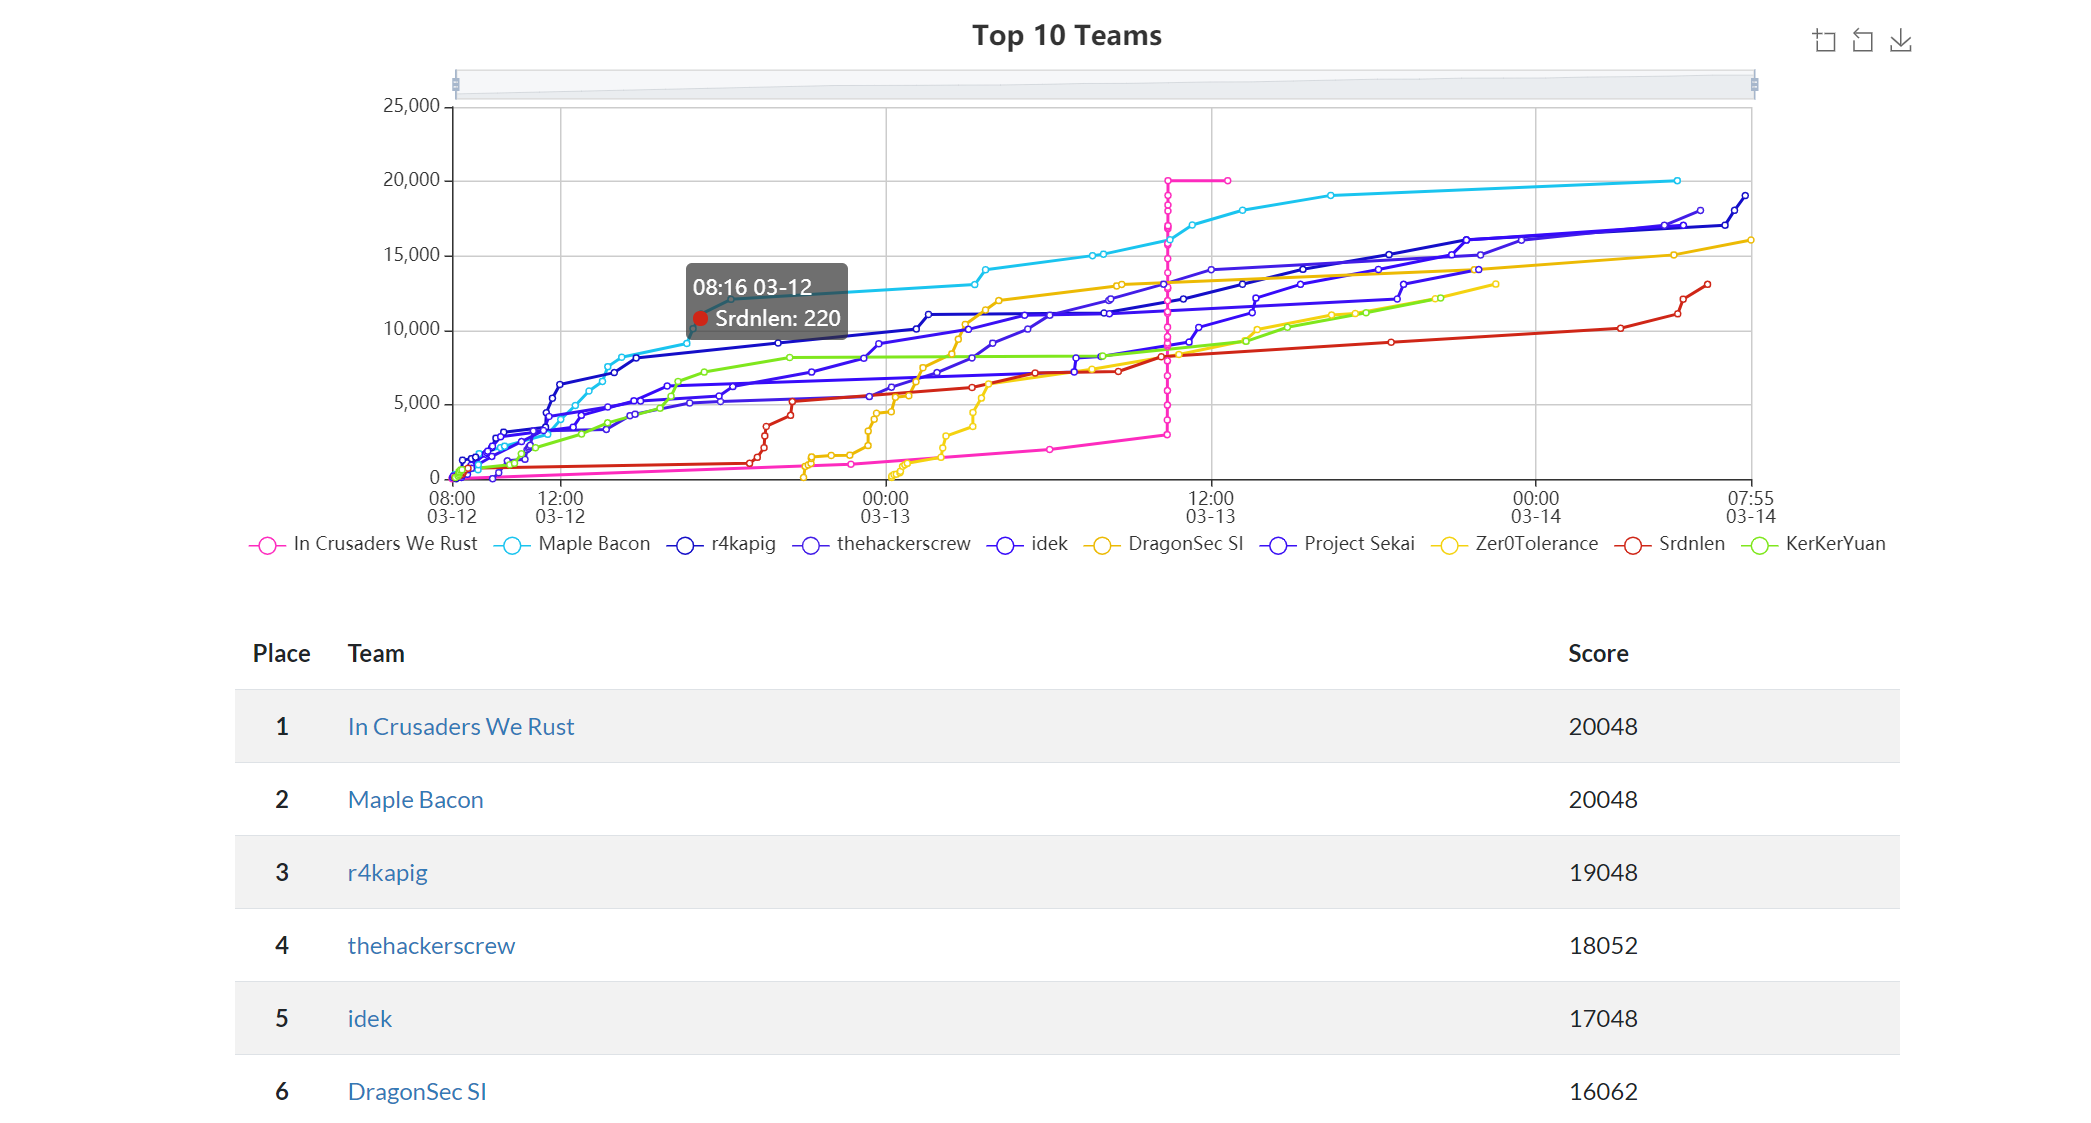 Top 10 Teams
25,000
20,000
15,000
10,000
5,000
0
08:16 03-12
Srdnlen: 220
08:00 12:00 00:00 12:00 00:00 07:55
03-12 03-12 03-13 03-13 03-14 03-14
In Crusaders We Rust Maple Bacon r4kapig thehackerscrew idek DragonSec SI Project Sekai Zer0Tolerance Srdnlen KerKerYuan
Place Team Score
1 In Crusaders We Rust 20048
2 Maple Bacon 20048
3 r4kapig 19048
4 thehackerscrew 18052
5 idek 17048
6 DragonSec SI 16062